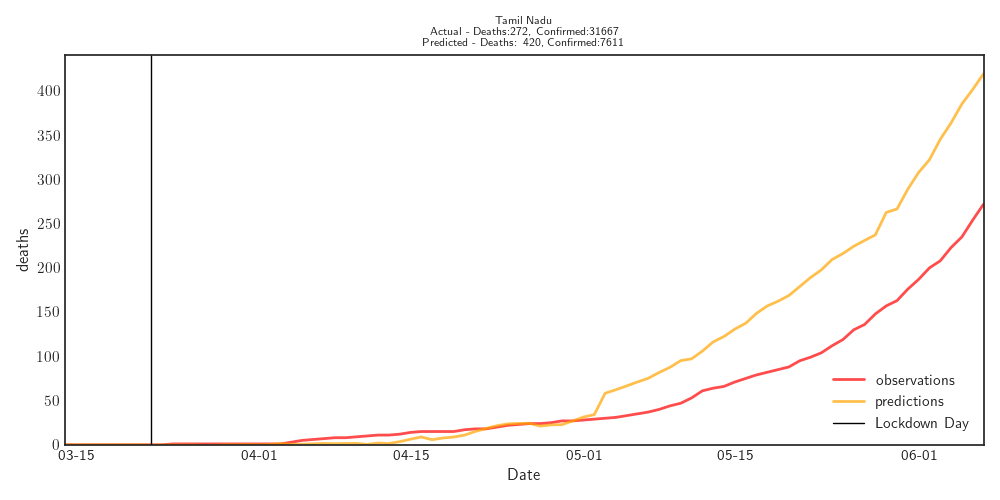 Tamil Nadu
Actual - Deaths:272, Confirmed:31667
Predicted - Deaths: 420, Confirmed:7611
deaths
400
350
300
250
200
150
100
50
0
observations
predictions
Lockdown Day
03-15 04-01 04-15 05-01 05-15 06-01
Date